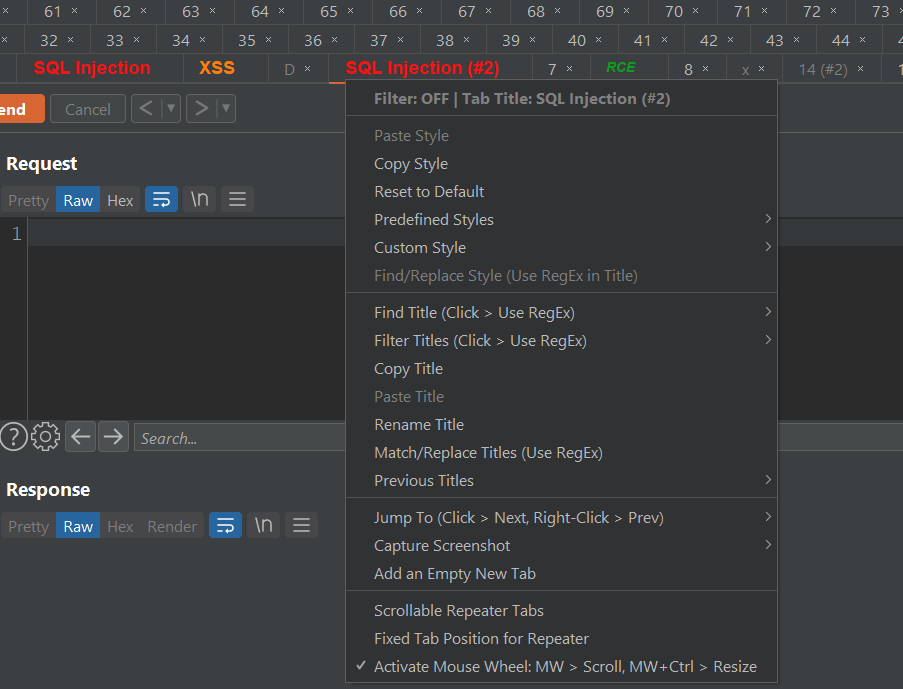 × 61 × 62 × 63 × 64 × 65 × 66 × 67 × 68 × 69 × 70 × 71 × 72 × 73
× 32 × 33 × 34 × 35 × 36 × 37 × 38 × 39 × 40 × 41 × 42 × 43 × 44 ×
SQL Injection XSS D × SQL Injection (#2) 7 × RCE 8 × x × 14 (#2) ×
end Cancel < ▼ > ▼
Filter: OFF | Tab Title: SQL Injection (#2)
Request
Pretty Raw Hex \n
1
Paste Style
Copy Style
Reset to Default
Predefined Styles
Custom Style
Find/Replace Style (Use RegEx in Title)
Find Title (Click > Use RegEx)
Filter Titles (Click > Use RegEx)
Copy Title
Paste Title
Rename Title
Match/Replace Titles (Use RegEx)
Previous Titles
Jump To (Click > Next, Right-Click > Prev)
Capture Screenshot
Add an Empty New Tab
Scrollable Repeater Tabs
Fixed Tab Position for Repeater
✓ Activate Mouse Wheel: MW > Scroll, MW+Ctrl > Resize
? Search...
Response
Pretty Raw Hex Render \n